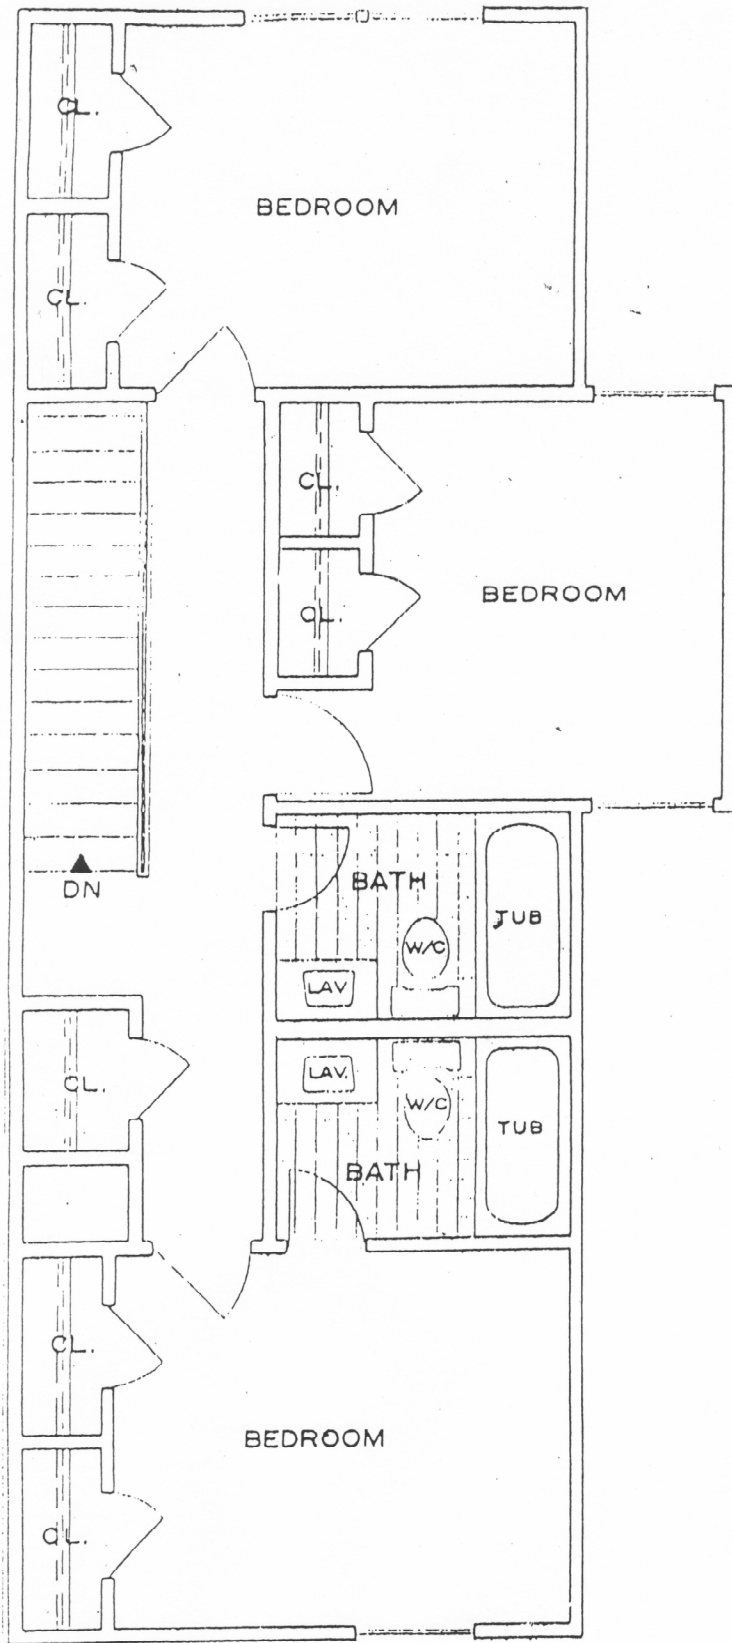 CL.
BEDROOM
CL.
CL.
BEDROOM
CL.
DN
BATH
TUB
W/C
LAV
LAV.
CL.
W/C
TUB
BATH
CL.
BEDROOM
CL.